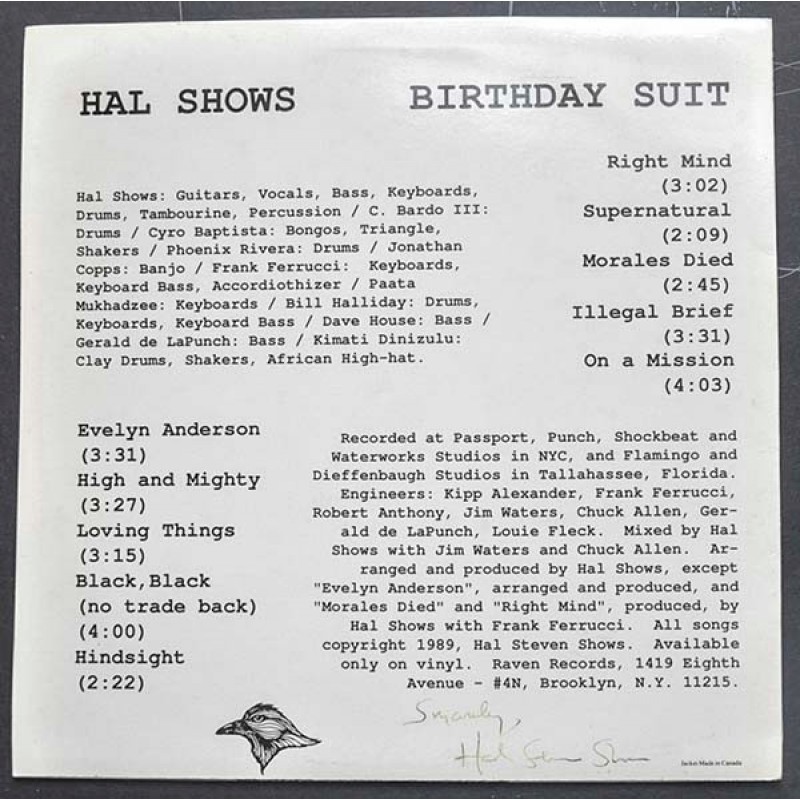 HAL SHOWS BIRTHDAY SUIT
Right Mind
(3:02)
Supernatural
(2:09)
Morales Died
(2:45)
Illegal Brief
(3:31)
On a Mission
(4:03)
Hal Shows: Guitars, Vocals, Bass, Keyboards,
Drums, Tambourine, Percussion / C. Bardo III:
Drums / Cyro Baptista: Bongos, Triangle,
Shakers / Phoenix Rivera: Drums / Jonathan
Copps: Banjo / Frank Ferrucci: Keyboards,
Keyboard Bass, Accordiothizer / Paata
Mukhadzee: Keyboards / Bill Halliday: Drums,
Keyboards, Keyboard Bass / Dave House: Bass /
Gerald de LaPunch: Bass / Kimati Dinizulu:
Clay Drums, Shakers, African High-hat.
Evelyn Anderson
(3:31)
High and Mighty
(3:27)
Loving Things
(3:15)
Black,Black
(no trade back)
(4:00)
Hindsight
(2:22)
Recorded at Passport, Punch, Shockbeat and
Waterworks Studios in NYC, and Flamingo and
Dieffenbaugh Studios in Tallahassee, Florida.
Engineers: Kipp Alexander, Frank Ferrucci,
Robert Anthony, Jim Waters, Chuck Allen, Ger-
ald de LaPunch, Louie Fleck. Mixed by Hal
Shows with Jim Waters and Chuck Allen. Ar-
ranged and produced by Hal Shows, except
"Evelyn Anderson", arranged and produced, and
"Morales Died" and "Right Mind", produced, by
Hal Shows with Frank Ferrucci. All songs
copyright 1989, Hal Steven Shows. Available
only on vinyl. Raven Records, 1419 Eighth
Avenue - #4N, Brooklyn, N.Y. 11215.
Sincerely,
Hal Steven Shows
Jacket Made in Canada